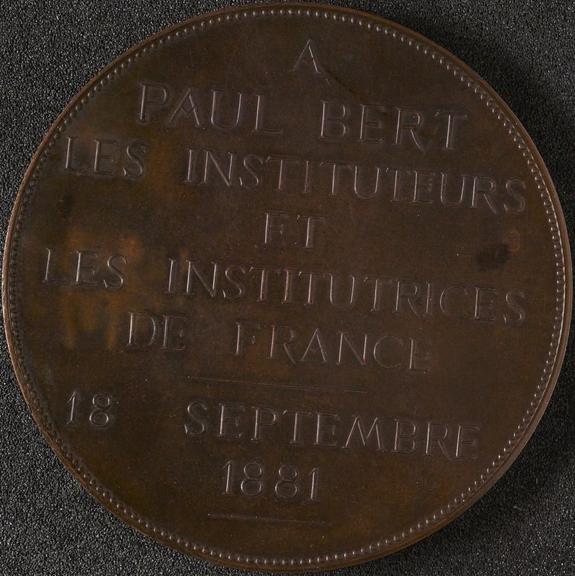 A
PAUL BERT
LES INSTITUTEURS
ET
LES INSTITUTRICES
DE FRANCE
18 SEPTEMBRE
1881